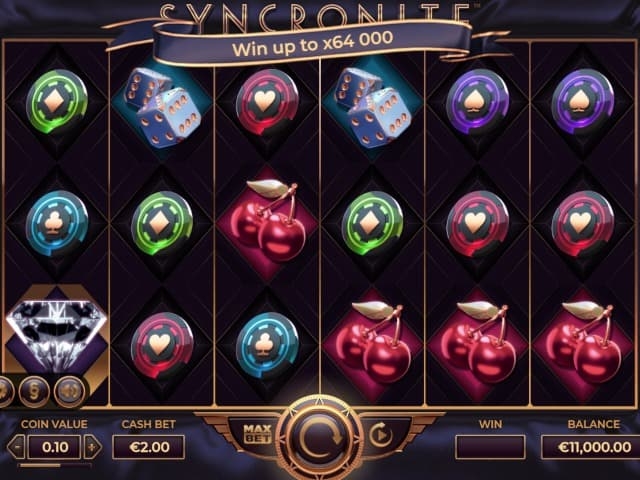 SYNCRONITE™
Win up to x64 000
COIN VALUE
0.10
CASH BET
€2.00
MAX
BET
WIN
BALANCE
€11,000.00